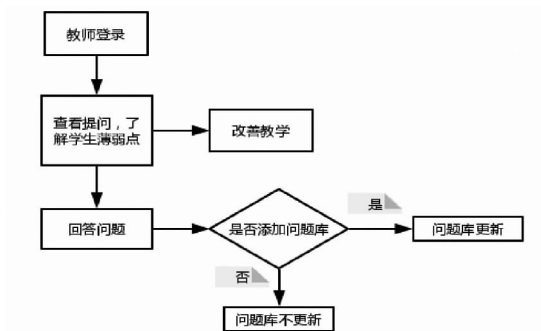 教师登录
查看提问，了
解学生薄弱点
改善教学
回答问题
是否添加问题库
是
问题库更新
否
问题库不更新